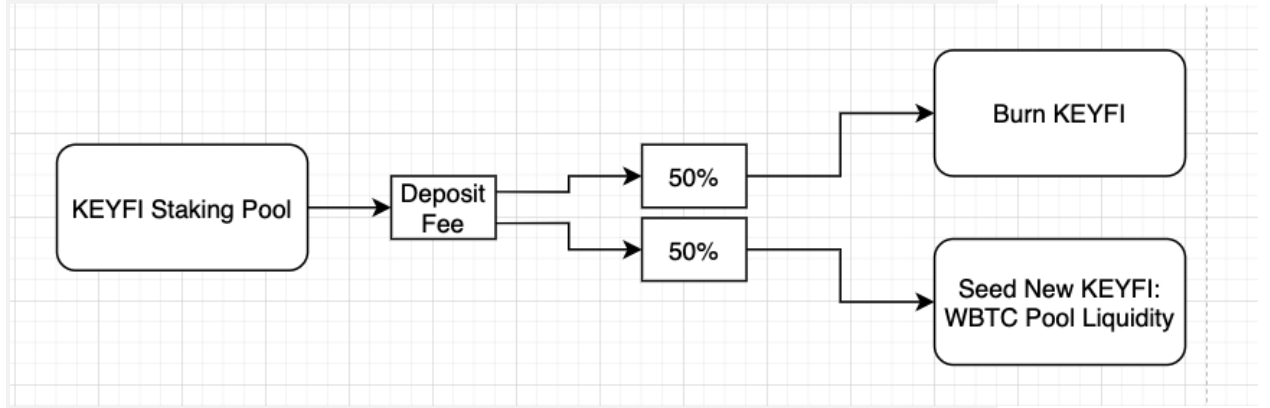 KEYFI Staking Pool
Deposit
Fee
50%
50%
Burn KEYFI
Seed New KEYFI:
WBTC Pool Liquidity